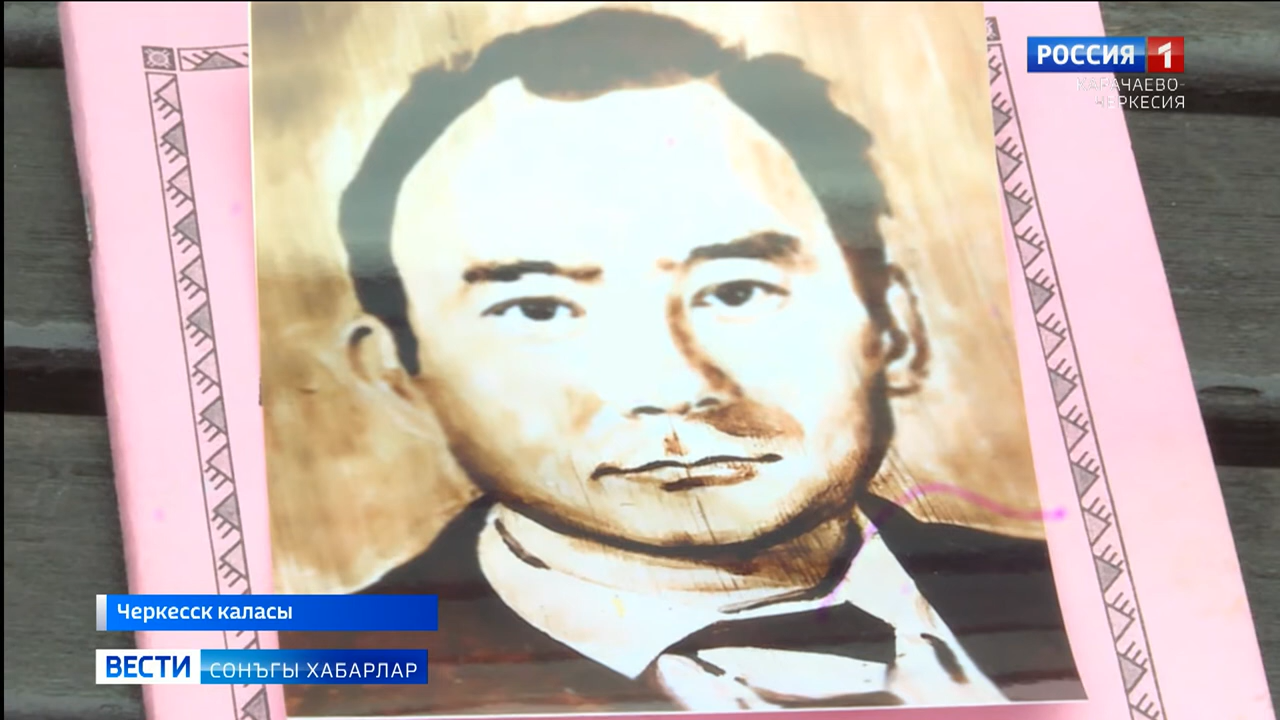 РОССИЯ 1
КАРАЧАЕВО-
ЧЕРКЕСИЯ
Черкесск каласы
ВЕСТИ СОНЪГЫ ХАБАРЛАР